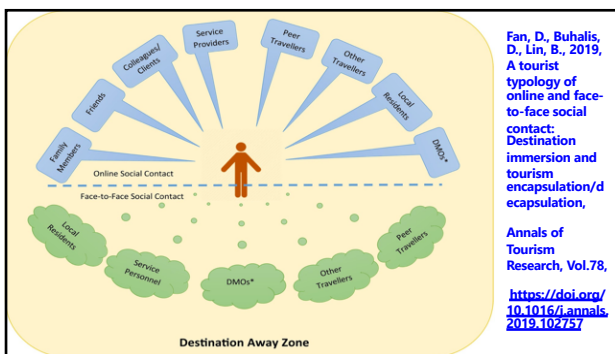 Service
Providers
Peer
Travellers
Colleagues/
Clients
Other
Travellers
Friends
Local
Residents
Family
Members
DMOs*
Online Social Contact
Face-to-Face Social Contact
Local
Residents
Service
Personnel
DMOs*
Other
Travellers
Peer
Travellers
Destination Away Zone
Fan, D., Buhalis,
D., Lin, B., 2019,
A tourist
typology of
online and face-
to-face social
contact:
Destination
immersion and
tourism
encapsulation/d
ecapsulation,
Annals of
Tourism
Research, Vol.78,
https://doi.org/
10.1016/j.annals.
2019.102757